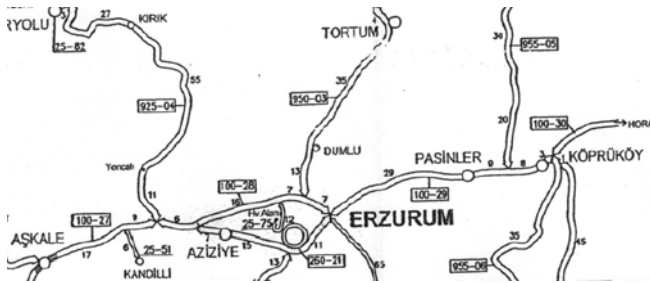 RYOLU
27
KIRIK
25-82
TORTUM
30
955-05
55
35
925-04
950-03
20
100-30
HORA
DUMLU
Yoncalı
13
29
PASİNLER
9
8
3
KÖPRÜKÖY
11
100-28
7
7
100-29
16
Hv.Alanı
100-27
9
6
25-75
12
ERZURUM
AŞKALE
6
25-51
AZİZİYE
15
11
35
45
17
KANDİLLİ
13
260-21
65
955-06